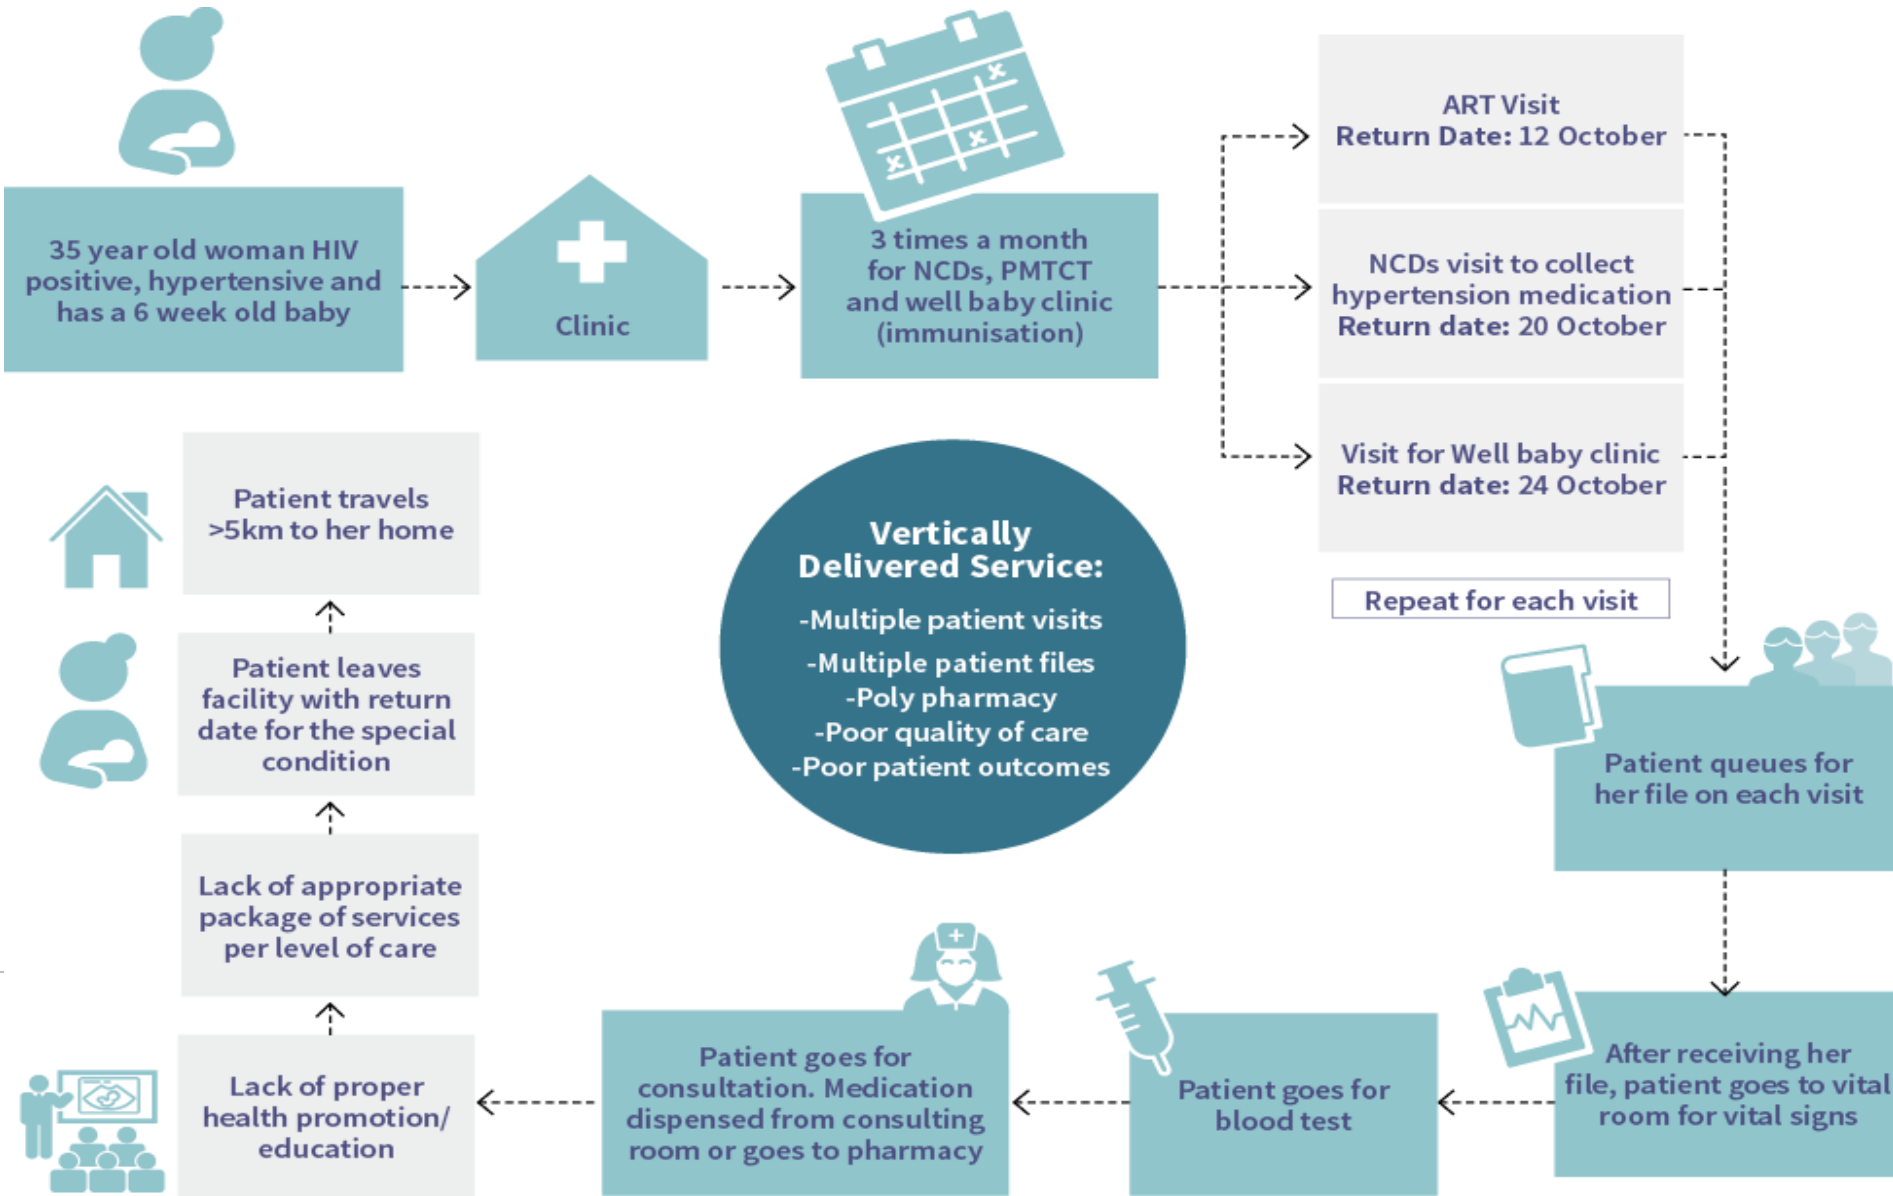 35 year old woman HIV
positive, hypertensive and
has a 6 week old baby
Clinic
3 times a month
for NCDs, PMTCT
and well baby clinic
(immunisation)
ART Visit
Return Date: 12 October
NCDs visit to collect
hypertension medication
Return date: 20 October
Visit for Well baby clinic
Return date: 24 October
Repeat for each visit
Patient queues for
her file on each visit
After receiving her
file, patient goes to vital
room for vital signs
Patient goes for
blood test
Patient goes for
consultation. Medication
dispensed from consulting
room or goes to pharmacy
Lack of proper
health promotion/
education
Lack of appropriate
package of services
per level of care
Patient leaves
facility with return
date for the special
condition
Patient travels
>5km to her home
Vertically
Delivered Service:
-Multiple patient visits
-Multiple patient files
-Poly pharmacy
-Poor quality of care
-Poor patient outcomes